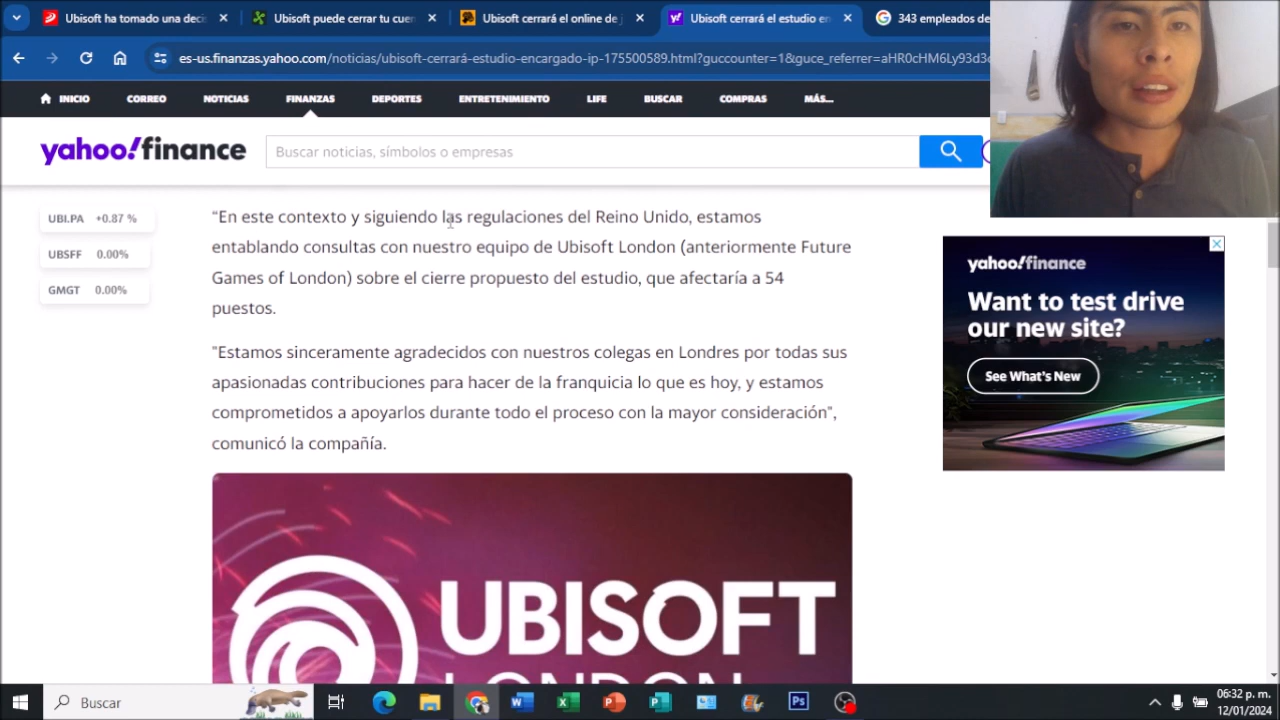 Ubisoft ha tomado una deci
Ubisoft puede cerrar tu cuen
Ubisoft cerrará el online de j
Ubisoft cerrará el estudio en
343 empleados de
es-us.finanzas.yahoo.com/noticias/ubisoft-cerrará-estudio-encargado-ip-175500589.html?guccounter=1&guce_referrer=aHR0cHM6Ly93d3c
INICIO CORREO NOTICIAS FINANZAS DEPORTES ENTRETENIMIENTO LIFE BUSCAR COMPRAS MÁS...
yahoo!finance
Buscar noticias, símbolos o empresas
UBI.PA +0.87 %
UBSFF 0.00%
GMGT 0.00%
“En este contexto y siguiendo las regulaciones del Reino Unido, estamos
entablando consultas con nuestro equipo de Ubisoft London (anteriormente Future
Games of London) sobre el cierre propuesto del estudio, que afectaría a 54
puestos.
"Estamos sinceramente agradecidos con nuestros colegas en Londres por todas sus
apasionadas contribuciones para hacer de la franquicia lo que es hoy, y estamos
comprometidos a apoyarlos durante todo el proceso con la mayor consideración",
comunicó la compañía.
UBISOFT
LONDON
yahoo!finance
Want to test drive
our new site?
See What's New
Buscar
06:32 p. m.
12/01/2024